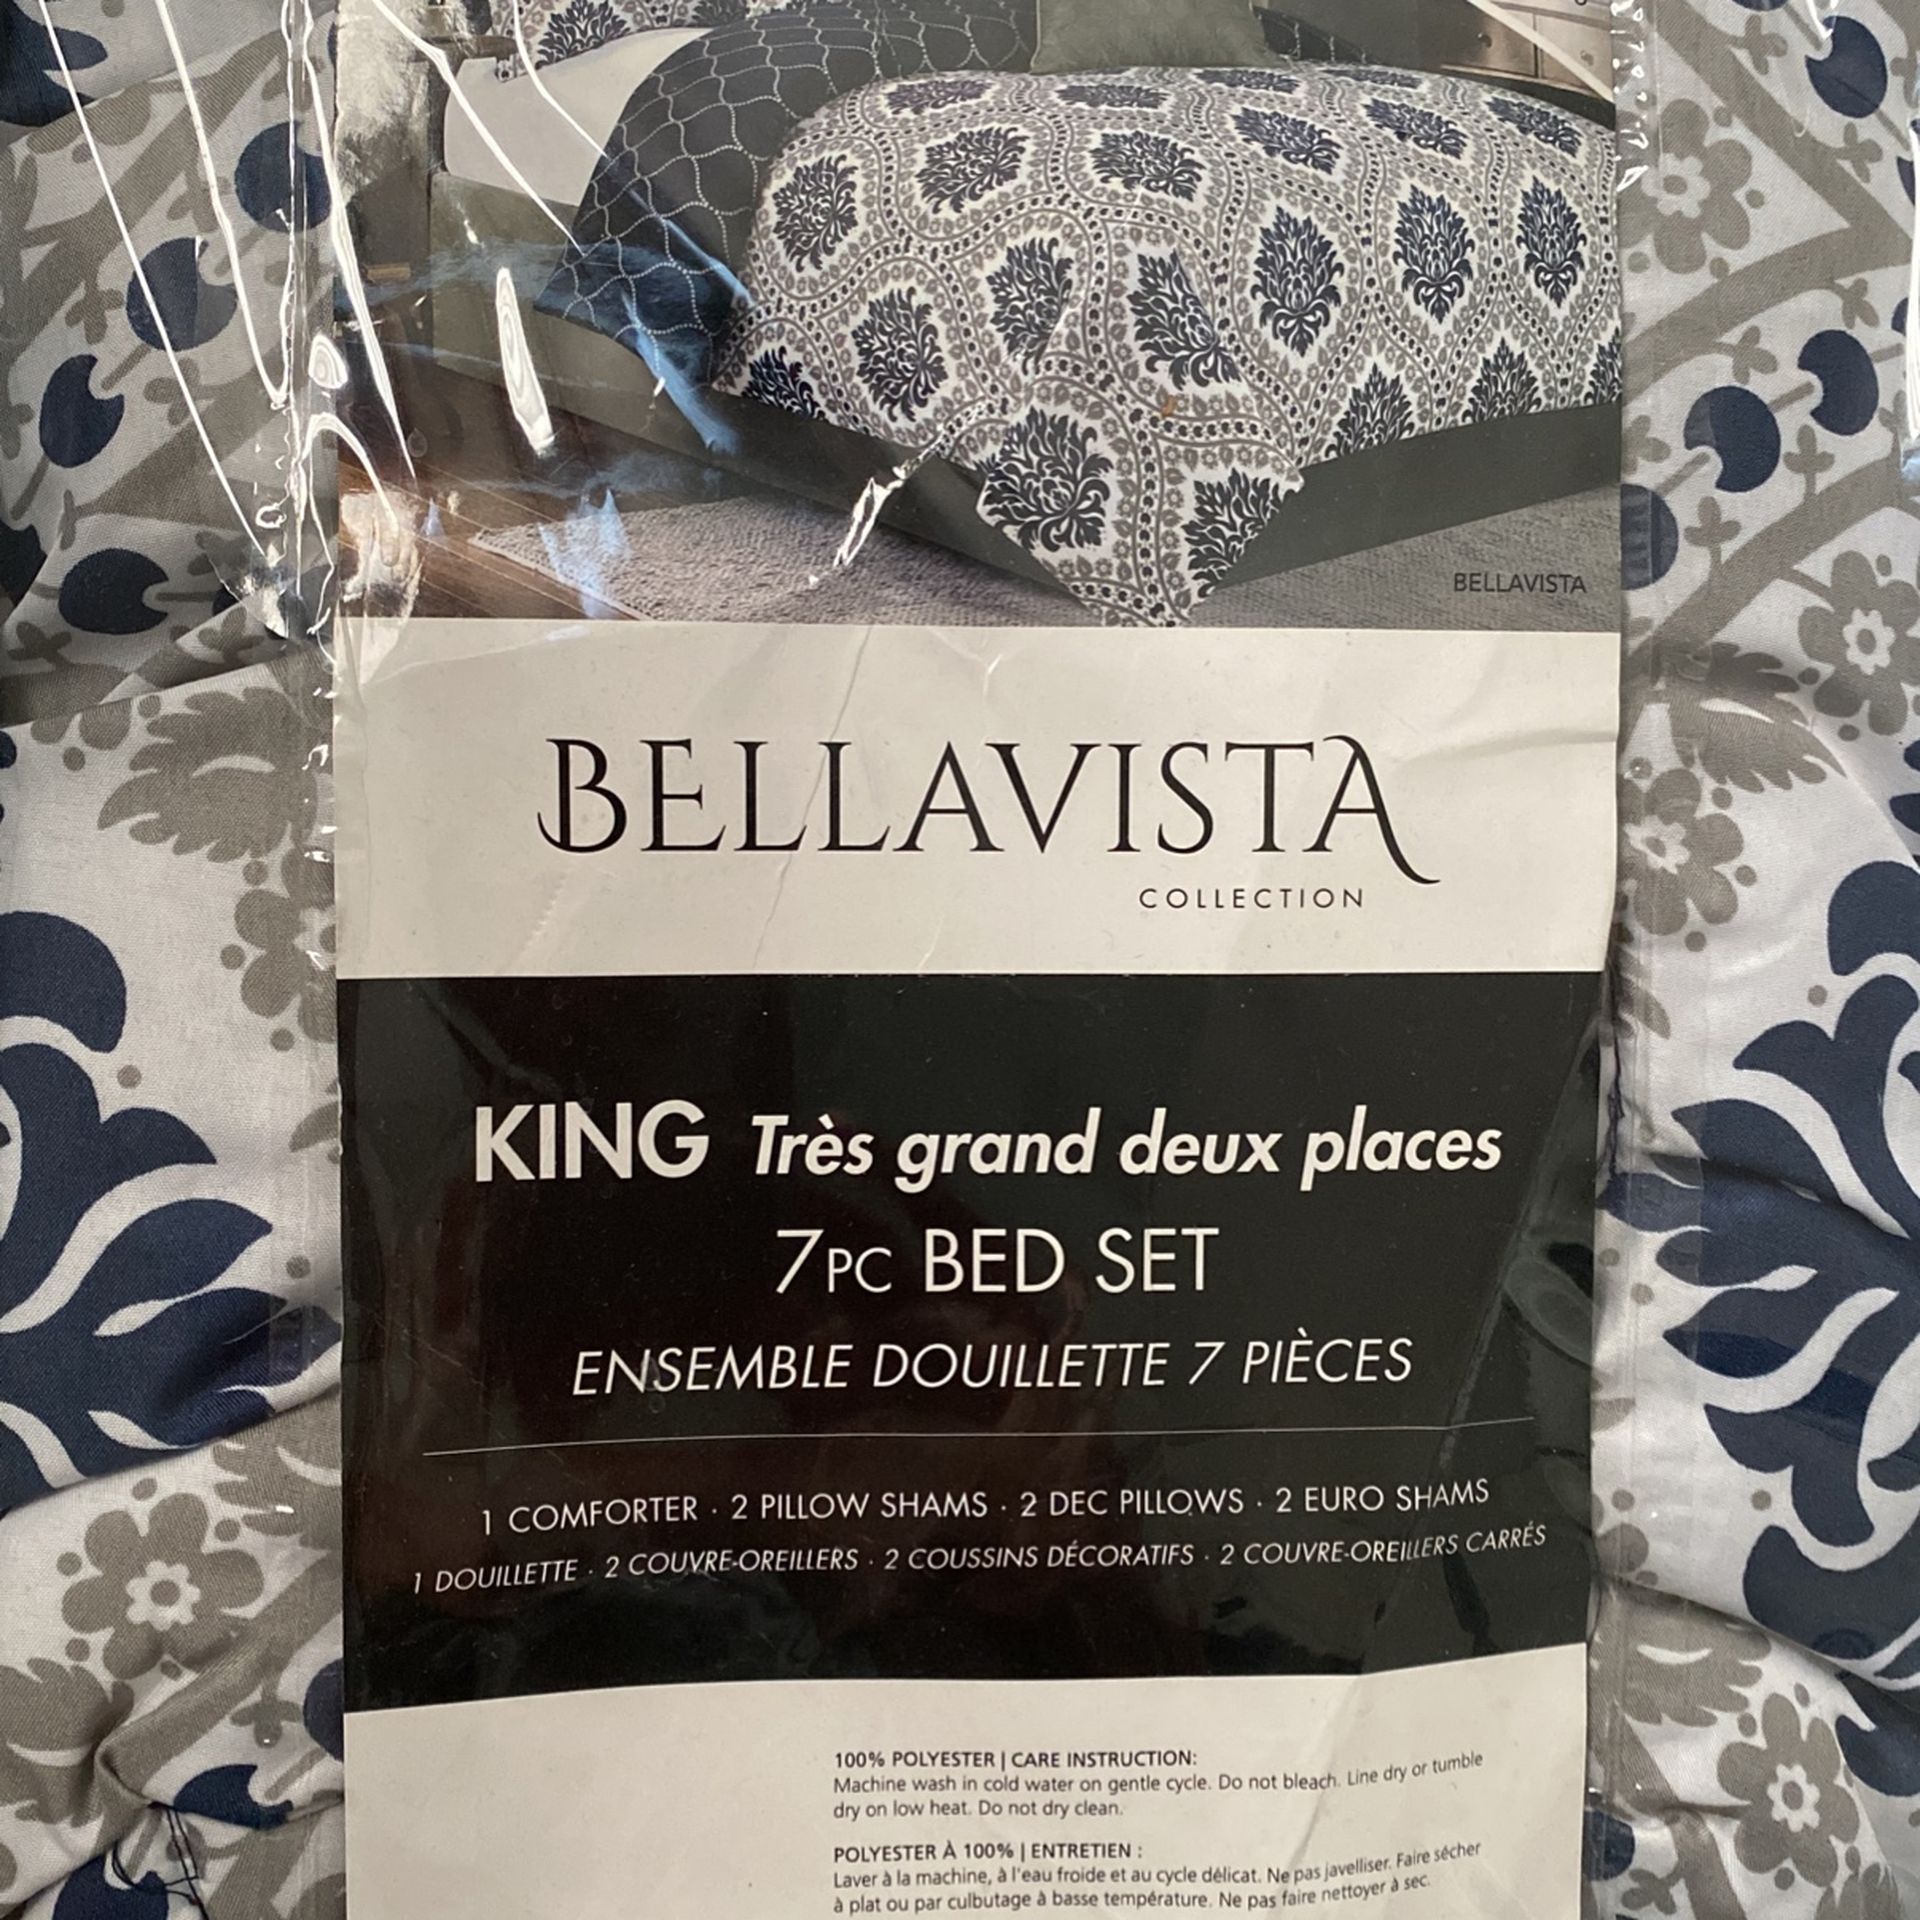 BELLAVISTA
BELLAVISTA
COLLECTION
KING Très grand deux places
7PC BED SET
ENSEMBLE DOUILLETTE 7 PIÈCES
1 COMFORTER · 2 PILLOW SHAMS · 2 DEC PILLOWS · 2 EURO SHAMS
1 DOUILLETTE · 2 COUVRE-OREILLERS · 2 COUSSINS DÉCORATIFS · 2 COUVRE-OREILLERS CARRÉS
100% POLYESTER | CARE INSTRUCTION:
Machine wash in cold water on gentle cycle. Do not bleach. Line dry or tumble
dry on low heat. Do not dry clean.
POLYESTER À 100% | ENTRETIEN :
Laver à la machine, à l'eau froide et au cycle délicat. Ne pas javelliser. Faire sécher
à plat ou par culbutage à basse température. Ne pas faire nettoyer à sec.